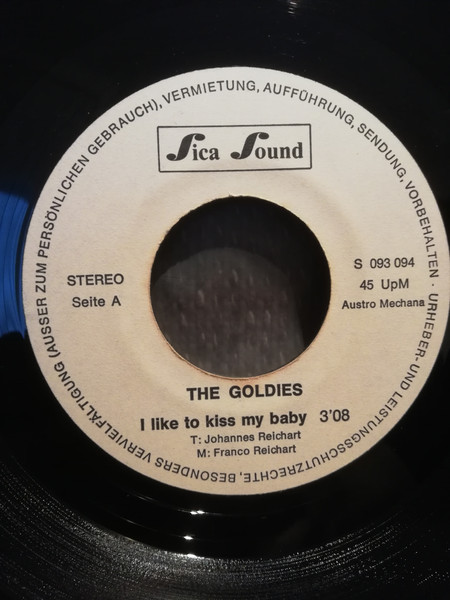 Sica Sound
STEREO
Seite A
S 093 094
45 UpM
Austro Mechana
THE GOLDIES
I like to kiss my baby 3'08
T: Johannes Reichart
M: Franco Reichart
URHEBER- UND LEISTUNGSSCHUTZRECHTE, BESONDERS VERVIELFÄLTIGUNG (AUSSER ZUM PERSÖNLICHEN GEBRAUCH), VERMIETUNG, AUFFÜHRUNG, SENDUNG, VORBEHALTEN ·